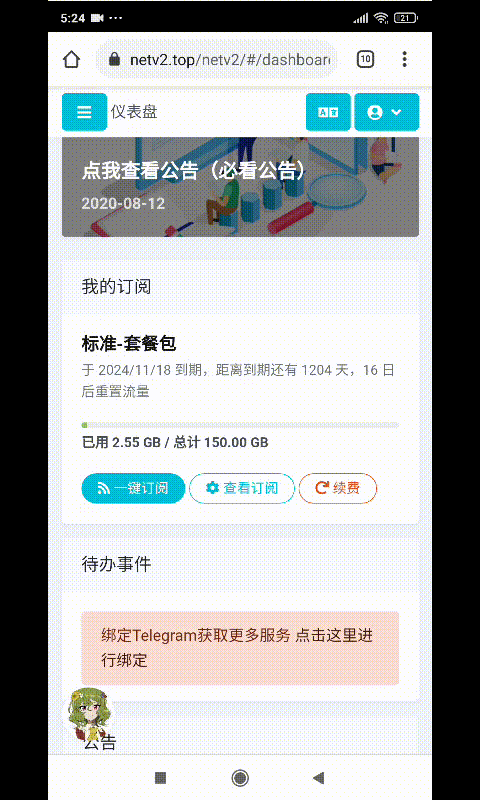 5:24
21
netv2.top/netv2/#/dashboar
10
仪表盘
点我查看公告（必看公告）
2020-08-12
我的订阅
标准-套餐包
于 2024/11/18 到期，距离到期还有 1204 天，16 日
后重置流量
已用 2.55 GB / 总计 150.00 GB
一键订阅 查看订阅 续费
待办事件
绑定Telegram获取更多服务 点击这里进
行绑定
公告